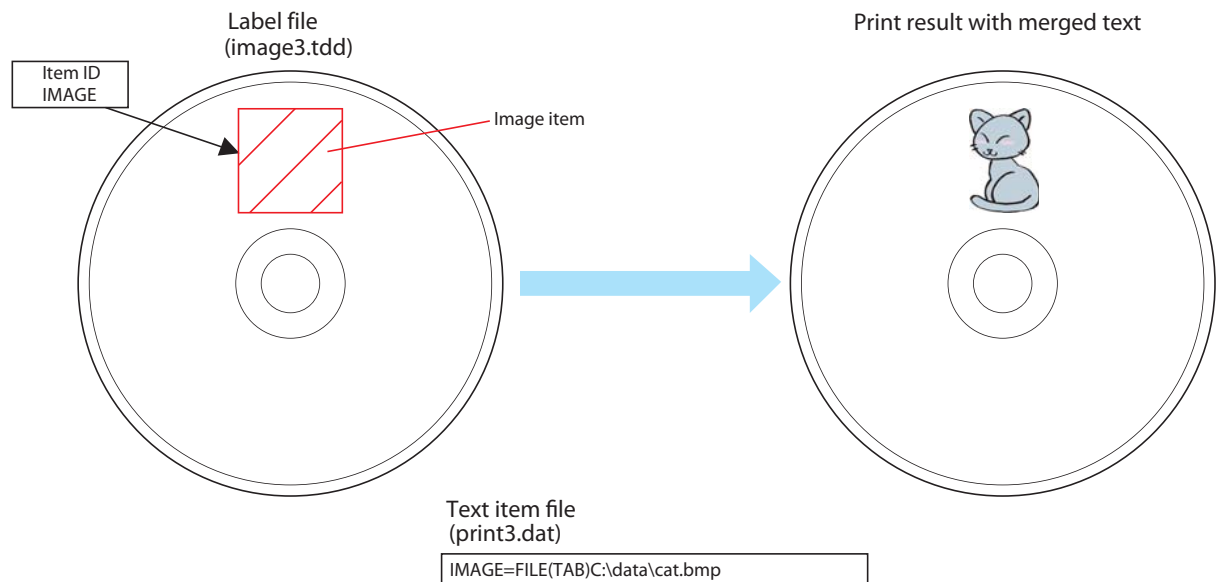 Label file
(image3.tdd)
Print result with merged text
Item ID
IMAGE
Image item
Text item file
(print3.dat)
IMAGE=FILE(TAB)C:\data\cat.bmp